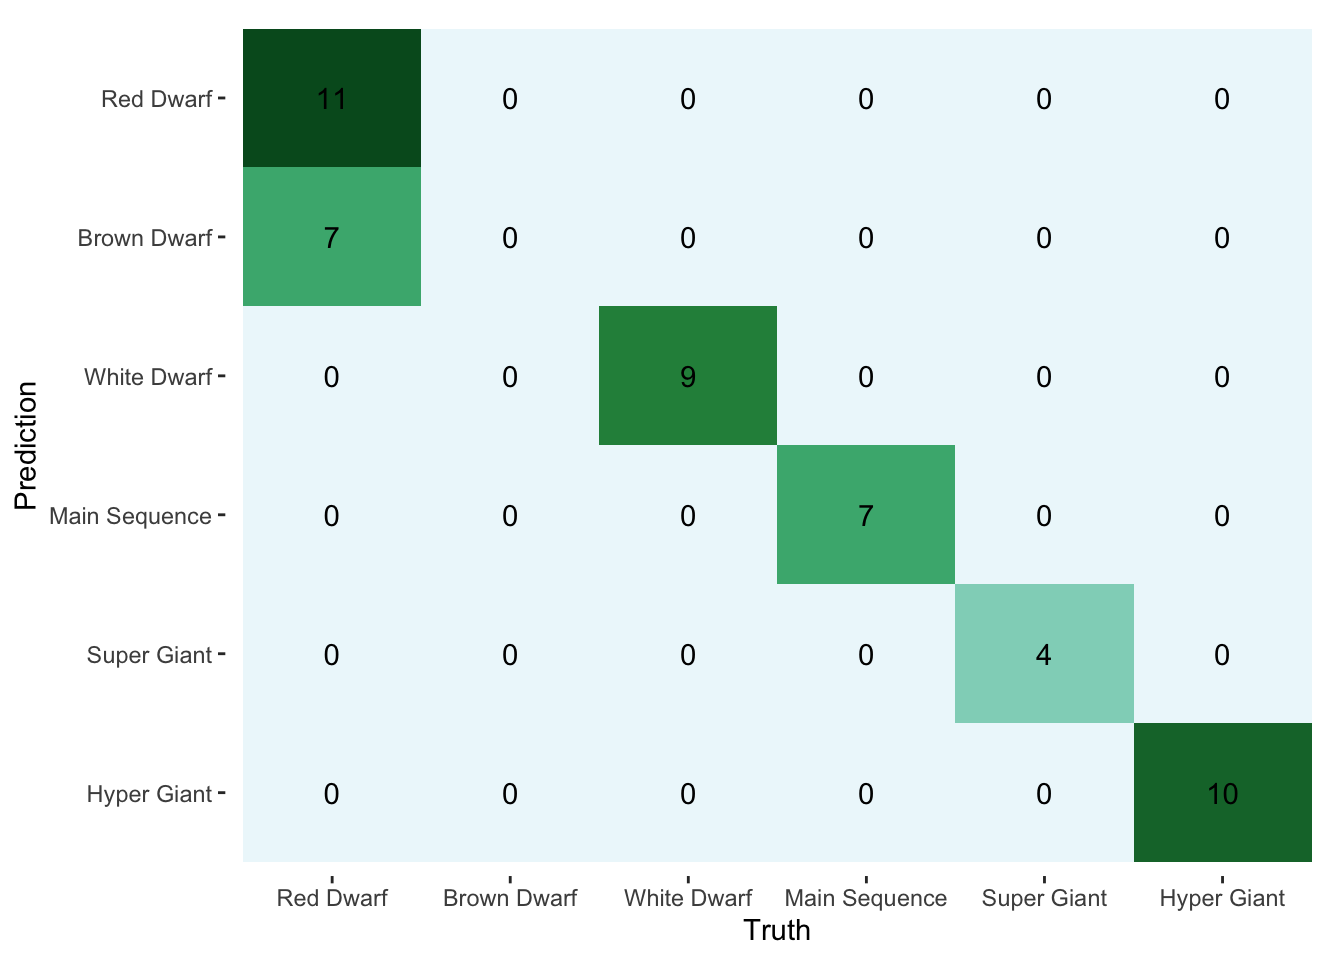 Red Dwarf 11 0 0 0 0 0
Brown Dwarf 7 0 0 0 0 0
White Dwarf 0 0 9 0 0 0
Main Sequence 0 0 0 7 0 0
Super Giant 0 0 0 0 4 0
Hyper Giant 0 0 0 0 0 10
Prediction
Red Dwarf Brown Dwarf White Dwarf Main Sequence Super Giant Hyper Giant
Truth